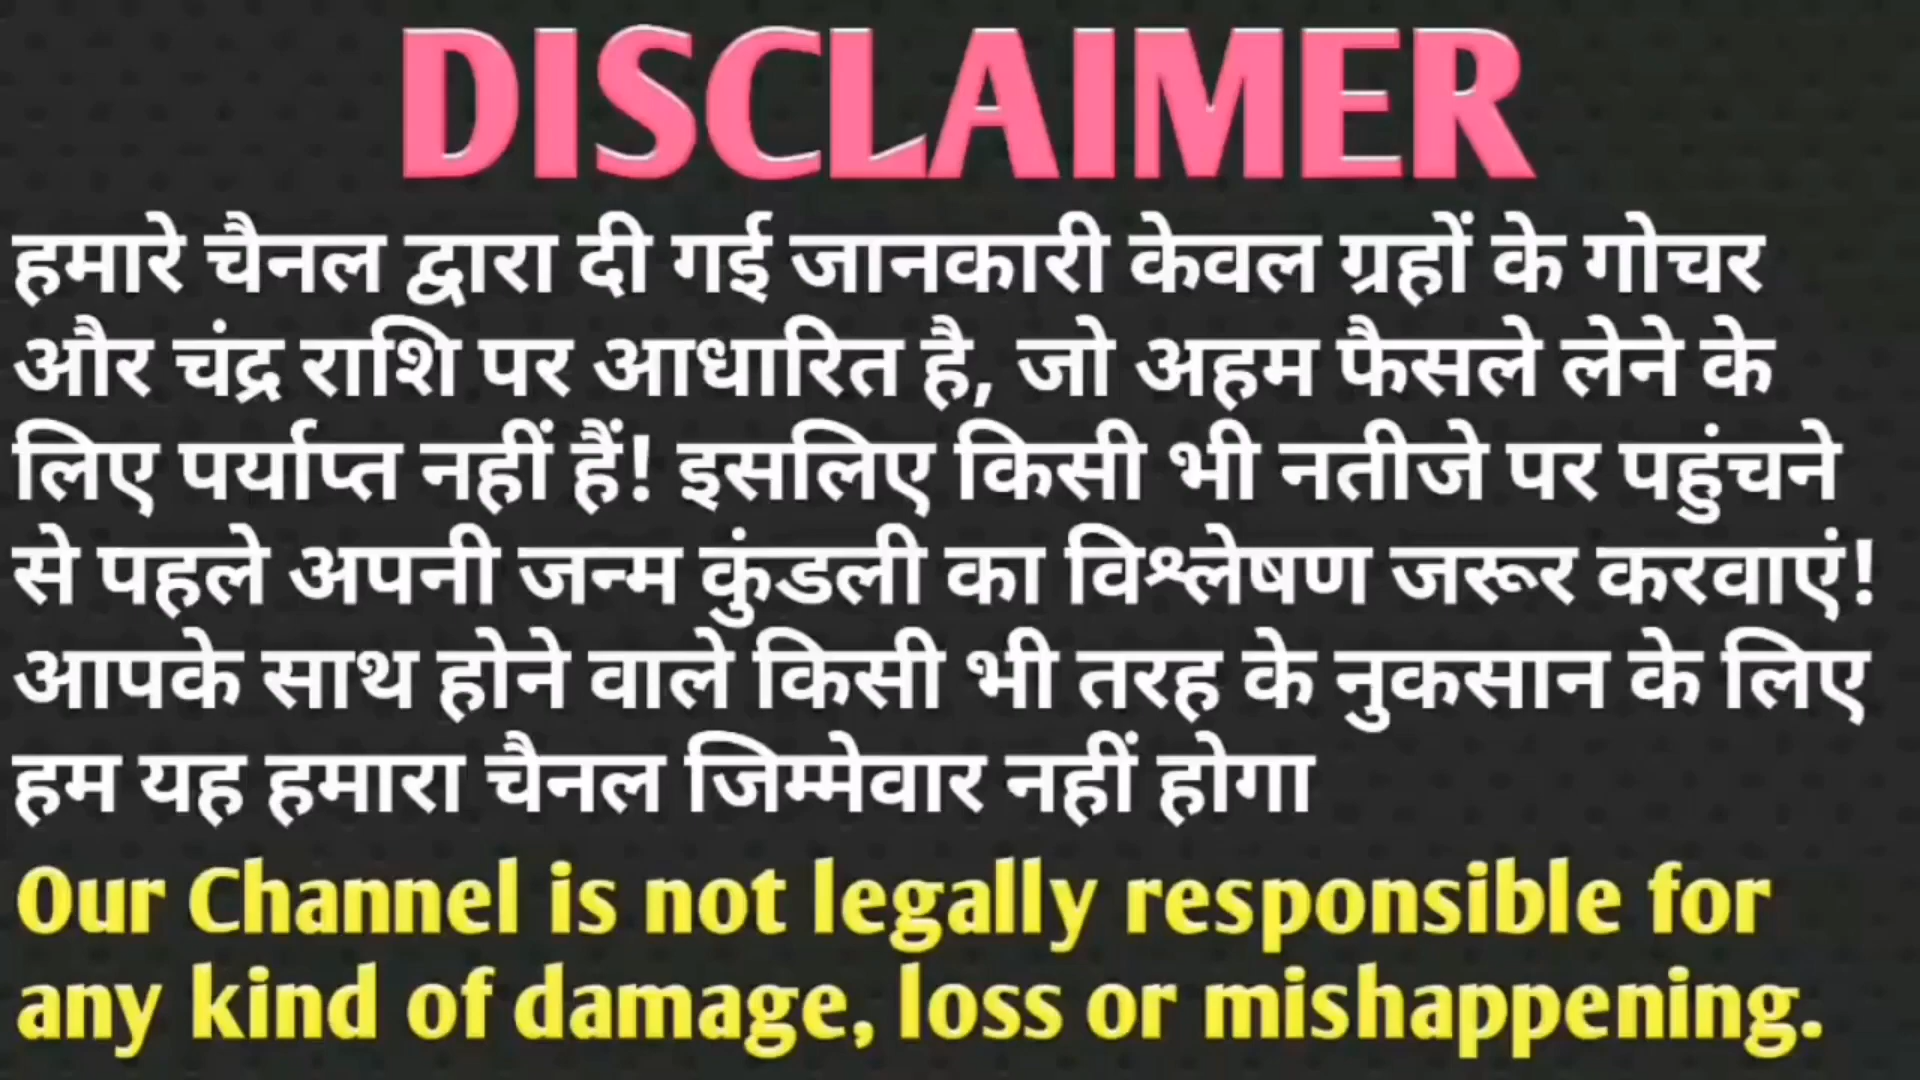 DISCLAIMER
हमारे चैनल द्वारा दी गई जानकारी केवल ग्रहों के गोचर
और चंद्र राशि पर आधारित है, जो अहम फैसले लेने के
लिए पर्याप्त नहीं हैं! इसलिए किसी भी नतीजे पर पहुंचने
से पहले अपनी जन्म कुंडली का विश्लेषण जरूर करवाएं!
आपके साथ होने वाले किसी भी तरह के नुकसान के लिए
हम यह हमारा चैनल जिम्मेवार नहीं होगा
Our Channel is not legally responsible for
any kind of damage, loss or mishappening.